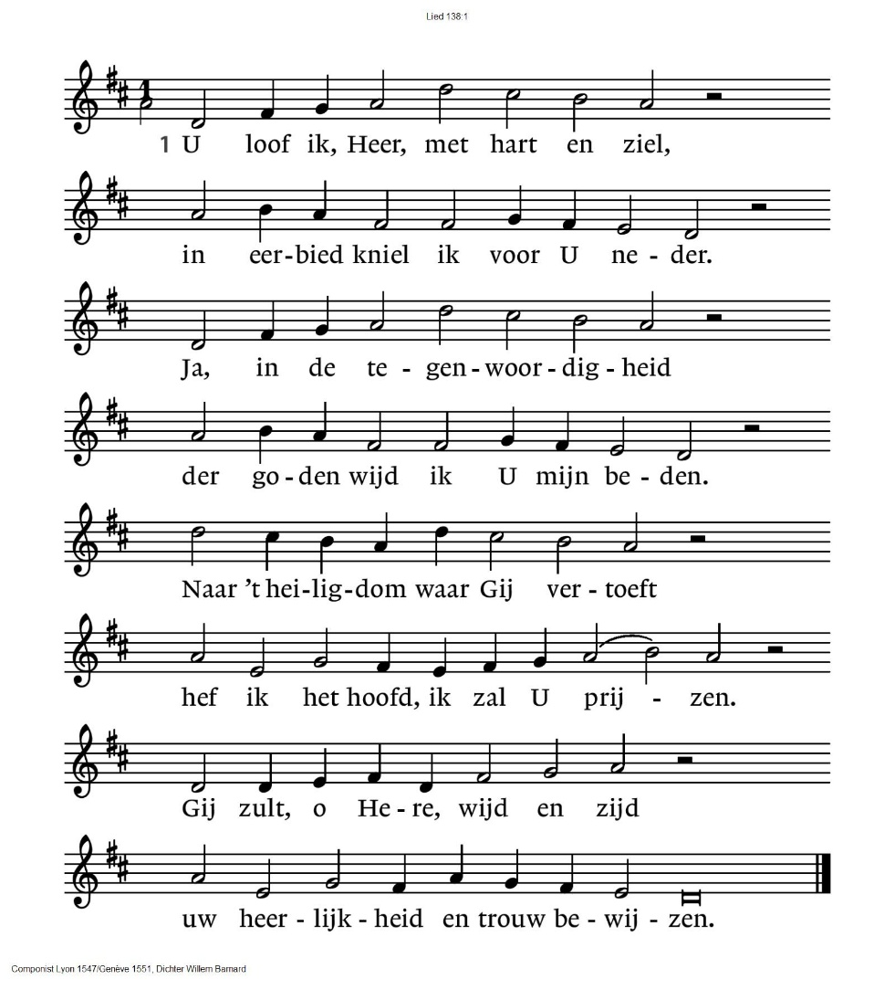 Lied 138:1
1
1 U loof ik, Heer, met hart en ziel,
in eer-bied kniel ik voor U ne - der.
Ja, in de te - gen - woor - dig - heid
der go - den wijd ik U mijn be - den.
Naar ’t hei-lig-dom waar Gij ver - toeft
hef ik het hoofd, ik zal U prij - zen.
Gij zult, o He - re, wijd en zijd
uw heer - lijk - heid en trouw be - wij - zen.
Componist Lyon 1547/Genève 1551, Dichter Willem Barnard